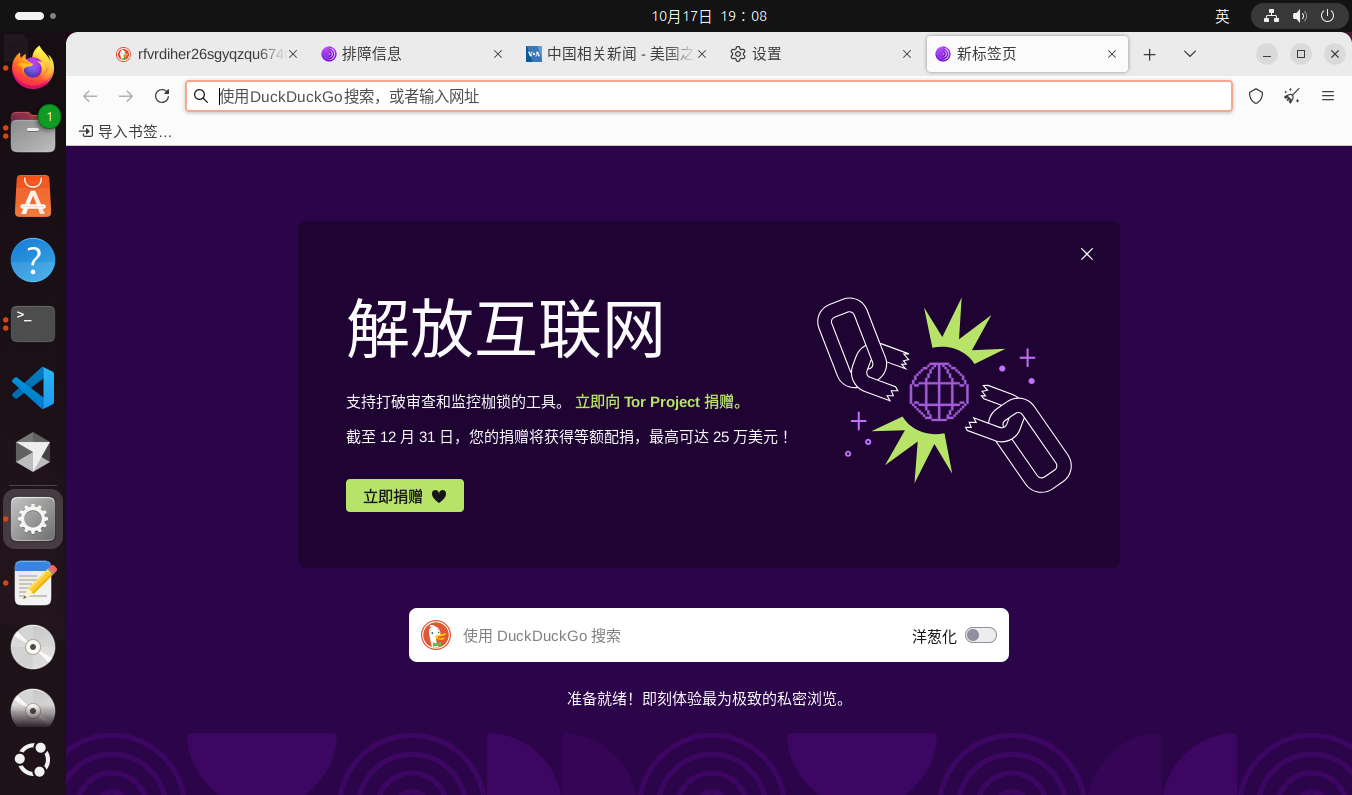 10月17日 19：08
英
rfvrdiher26sgyqzqu674
排障信息
中国相关新闻 - 美国之
设置
新标签页
使用DuckDuckGo搜索，或者输入网址
导入书签…
1
解放互联网
支持打破审查和监控枷锁的工具。 立即向 Tor Project 捐赠。
截至 12 月 31 日，您的捐赠将获得等额配捐，最高可达 25 万美元！
立即捐赠
使用 DuckDuckGo 搜索
洋葱化
准备就绪！即刻体验最为极致的私密浏览。